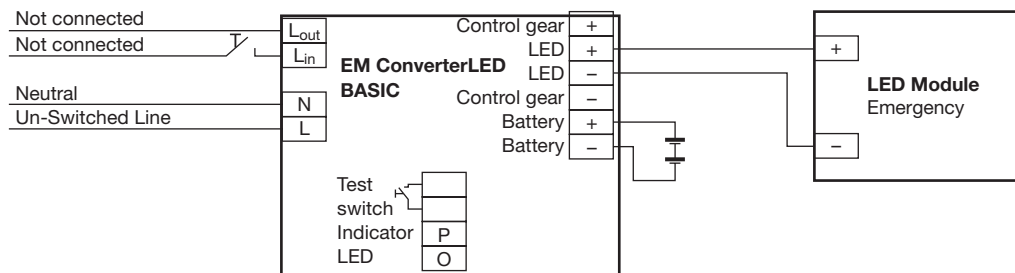 Not connected
Not connected
Neutral
Un-Switched Line
Lout
Lin
N
L
EM ConverterLED
BASIC
Control gear +
LED +
LED –
Control gear –
Battery +
Battery –
Test
switch
Indicator P
LED O
+
–
LED Module
Emergency